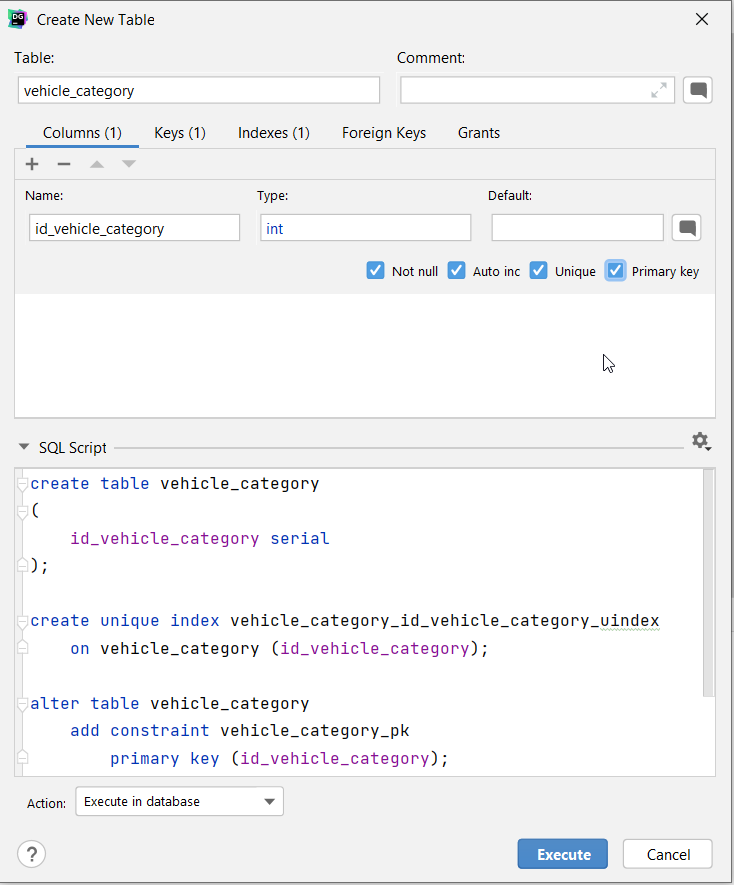 DG
Create New Table
Table:
Comment:
vehicle_category
Columns (1) Keys (1) Indexes (1) Foreign Keys Grants
Name: Type: Default:
id_vehicle_category int
Not null Auto inc Unique Primary key
SQL Script
create table vehicle_category
(
    id_vehicle_category serial
);
create unique index vehicle_category_id_vehicle_category_uindex
    on vehicle_category (id_vehicle_category);
alter table vehicle_category
    add constraint vehicle_category_pk
        primary key (id_vehicle_category);
Action: Execute in database
? Execute Cancel